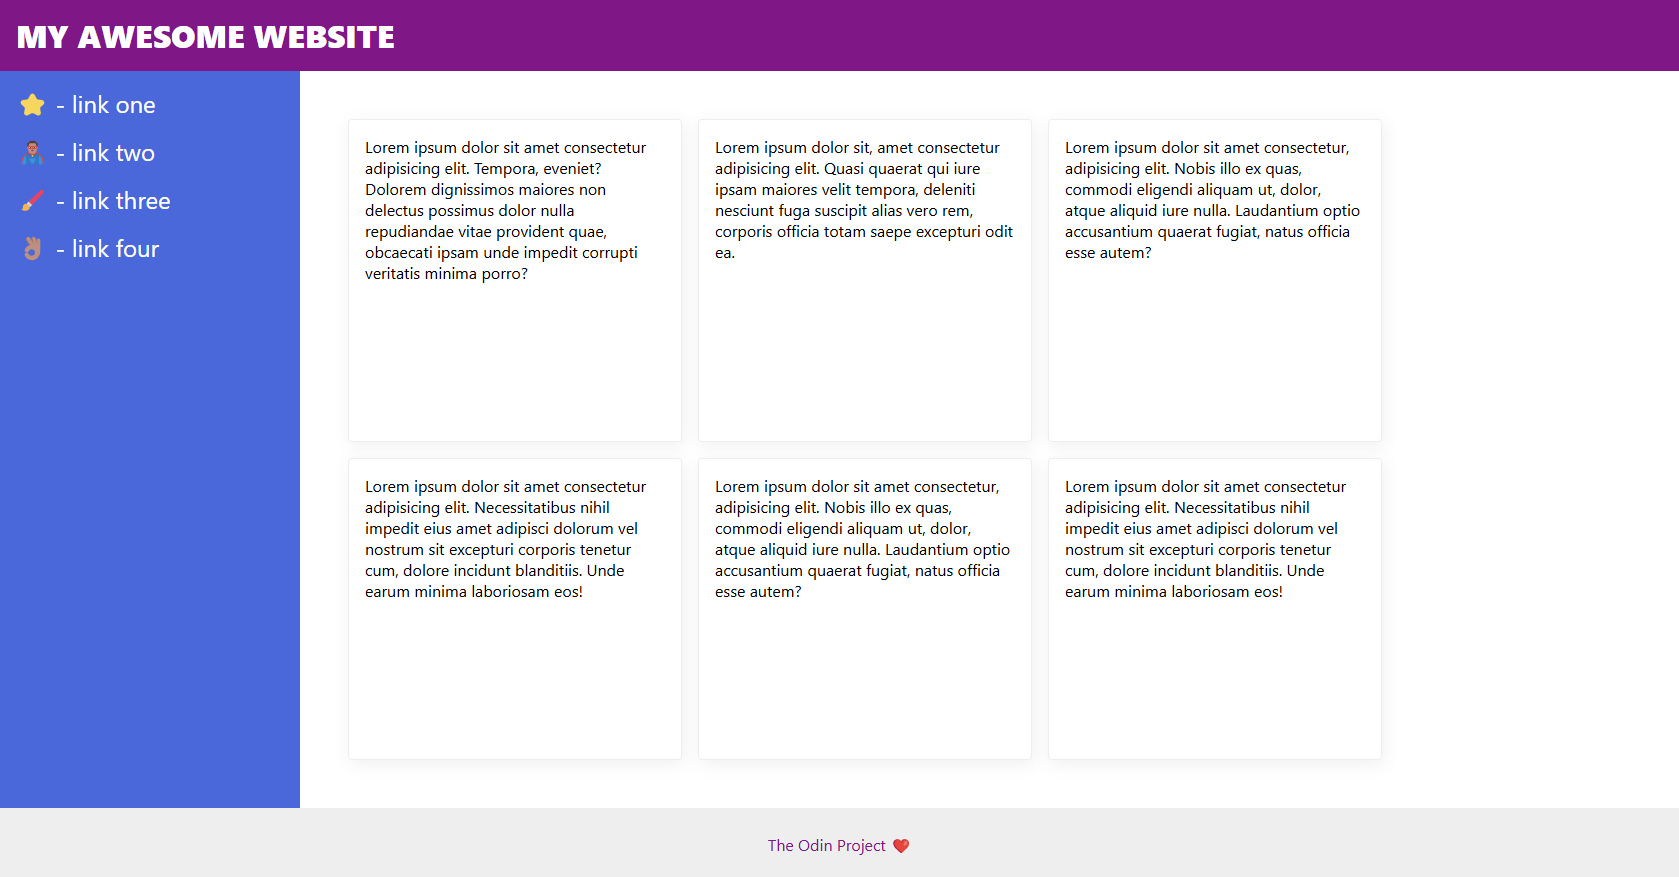 MY AWESOME WEBSITE
⭐ - link one
👨🏽‍🌾 - link two
🖌️ - link three
👌🏽 - link four
Lorem ipsum dolor sit amet consectetur
adipisicing elit. Tempora, eveniet?
Dolorem dignissimos maiores non
delectus possimus dolor nulla
repudiandae vitae provident quae,
obcaecati ipsam unde impedit corrupti
veritatis minima porro?
Lorem ipsum dolor sit, amet consectetur
adipisicing elit. Quasi quaerat qui iure
ipsam maiores velit tempora, deleniti
nesciunt fuga suscipit alias vero rem,
corporis officia totam saepe excepturi odit
ea.
Lorem ipsum dolor sit amet consectetur,
adipisicing elit. Nobis illo ex quas,
commodi eligendi aliquam ut, dolor,
atque aliquid iure nulla. Laudantium optio
accusantium quaerat fugiat, natus officia
esse autem?
Lorem ipsum dolor sit amet consectetur
adipisicing elit. Necessitatibus nihil
impedit eius amet adipisci dolorum vel
nostrum sit excepturi corporis tenetur
cum, dolore incidunt blanditiis. Unde
earum minima laboriosam eos!
Lorem ipsum dolor sit amet consectetur,
adipisicing elit. Nobis illo ex quas,
commodi eligendi aliquam ut, dolor,
atque aliquid iure nulla. Laudantium optio
accusantium quaerat fugiat, natus officia
esse autem?
Lorem ipsum dolor sit amet consectetur
adipisicing elit. Necessitatibus nihil
impedit eius amet adipisci dolorum vel
nostrum sit excepturi corporis tenetur
cum, dolore incidunt blanditiis. Unde
earum minima laboriosam eos!
The Odin Project ❤️